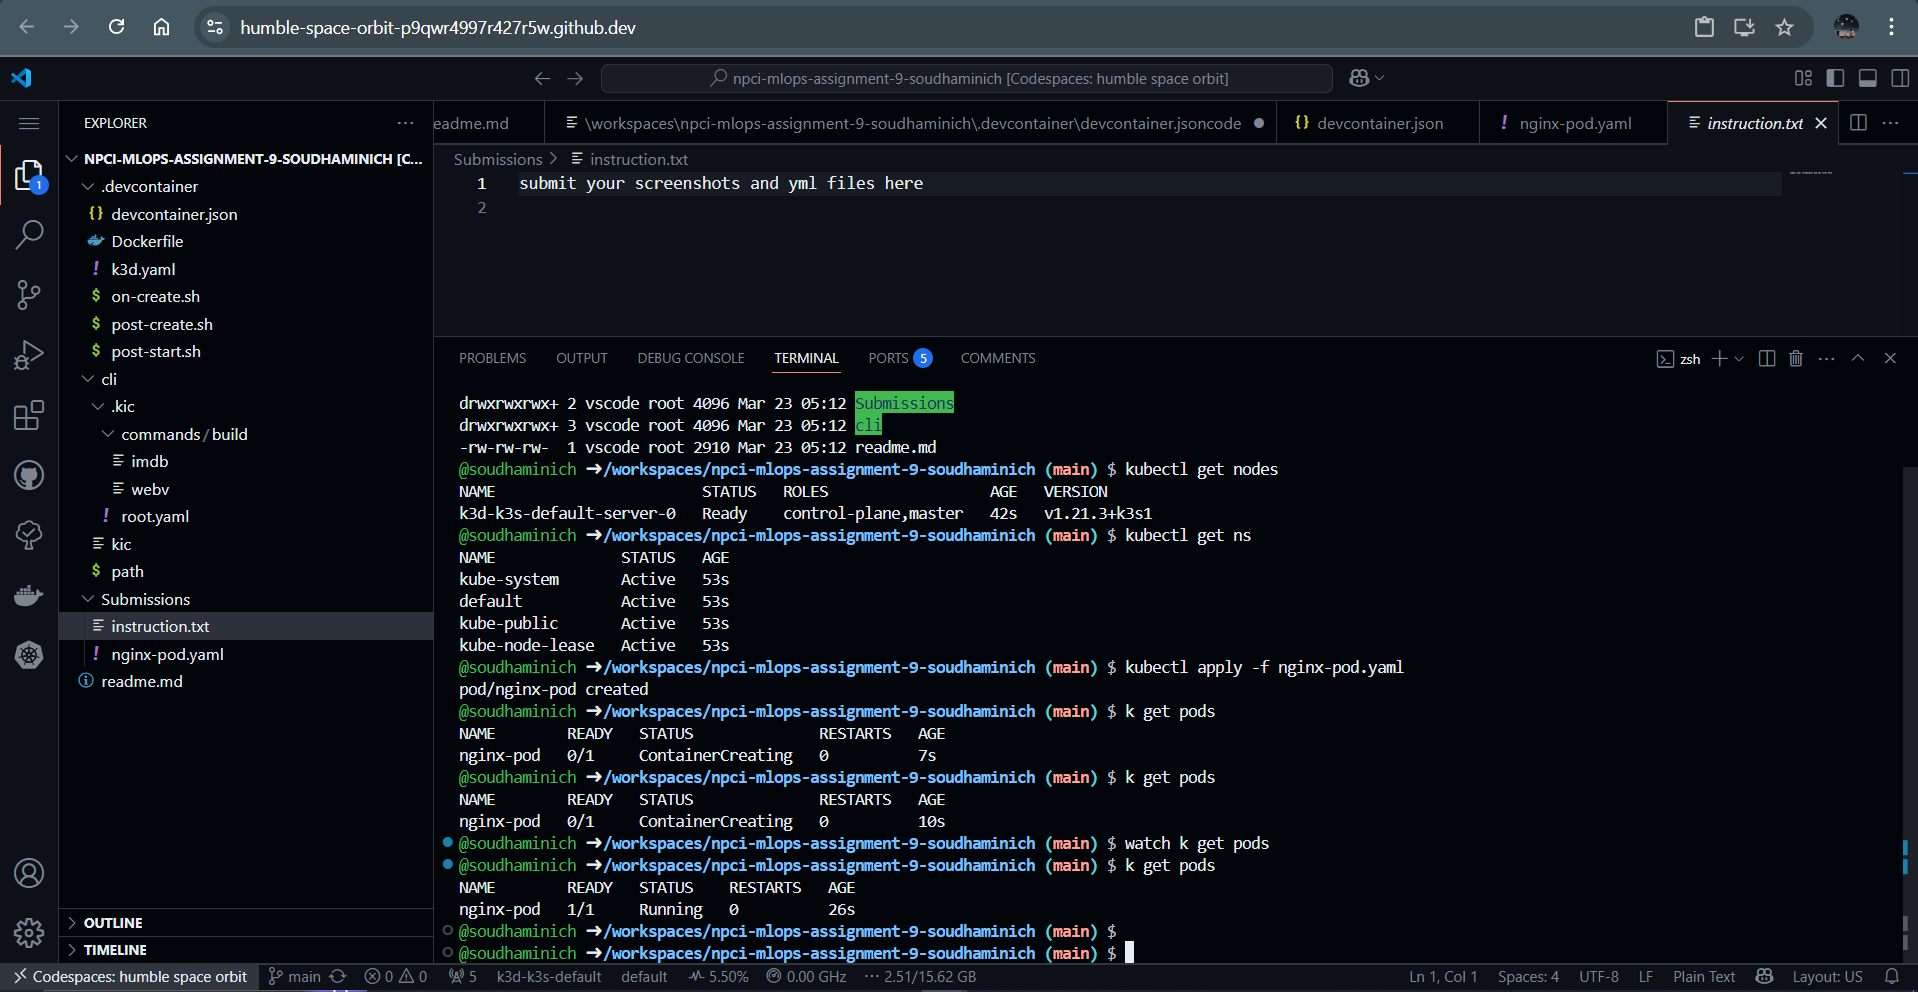 humble-space-orbit-p9qwr4997r427r5w.github.dev
npci-mlops-assignment-9-soudhaminich [Codespaces: humble space orbit]
EXPLORER
NPCI-MLOPS-ASSIGNMENT-9-SOUDHAMINICH [C...
.devcontainer
devcontainer.json
Dockerfile
k3d.yaml
on-create.sh
post-create.sh
post-start.sh
cli
.kic
commands/build
imdb
webv
root.yaml
kic
path
Submissions
instruction.txt
nginx-pod.yaml
readme.md
OUTLINE
TIMELINE
1
eadme.md
\workspaces\npci-mlops-assignment-9-soudhaminich\.devcontainer\devcontainer.jsoncode
devcontainer.json
nginx-pod.yaml
instruction.txt
Submissions > instruction.txt
1 submit your screenshots and yml files here
2
PROBLEMS OUTPUT DEBUG CONSOLE TERMINAL PORTS 5 COMMENTS
zsh
drwxrwxrwx+ 2 vscode root 4096 Mar 23 05:12 Submissions
drwxrwxrwx+ 3 vscode root 4096 Mar 23 05:12 cli
-rw-rw-rw- 1 vscode root 2910 Mar 23 05:12 readme.md
@soudhaminich ➜/workspaces/npci-mlops-assignment-9-soudhaminich (main) $ kubectl get nodes
NAME STATUS ROLES AGE VERSION
k3d-k3s-default-server-0 Ready control-plane,master 42s v1.21.3+k3s1
@soudhaminich ➜/workspaces/npci-mlops-assignment-9-soudhaminich (main) $ kubectl get ns
NAME STATUS AGE
kube-system Active 53s
default Active 53s
kube-public Active 53s
kube-node-lease Active 53s
@soudhaminich ➜/workspaces/npci-mlops-assignment-9-soudhaminich (main) $ kubectl apply -f nginx-pod.yaml
pod/nginx-pod created
@soudhaminich ➜/workspaces/npci-mlops-assignment-9-soudhaminich (main) $ k get pods
NAME READY STATUS RESTARTS AGE
nginx-pod 0/1 ContainerCreating 0 7s
@soudhaminich ➜/workspaces/npci-mlops-assignment-9-soudhaminich (main) $ k get pods
NAME READY STATUS RESTARTS AGE
nginx-pod 0/1 ContainerCreating 0 10s
@soudhaminich ➜/workspaces/npci-mlops-assignment-9-soudhaminich (main) $ watch k get pods
@soudhaminich ➜/workspaces/npci-mlops-assignment-9-soudhaminich (main) $ k get pods
NAME READY STATUS RESTARTS AGE
nginx-pod 1/1 Running 0 26s
@soudhaminich ➜/workspaces/npci-mlops-assignment-9-soudhaminich (main) $
@soudhaminich ➜/workspaces/npci-mlops-assignment-9-soudhaminich (main) $
Codespaces: humble space orbit main 0 0 5 k3d-k3s-default default 5.50% 0.00 GHz 2.51/15.62 GB Ln 1, Col 1 Spaces: 4 UTF-8 LF Plain Text Layout: US